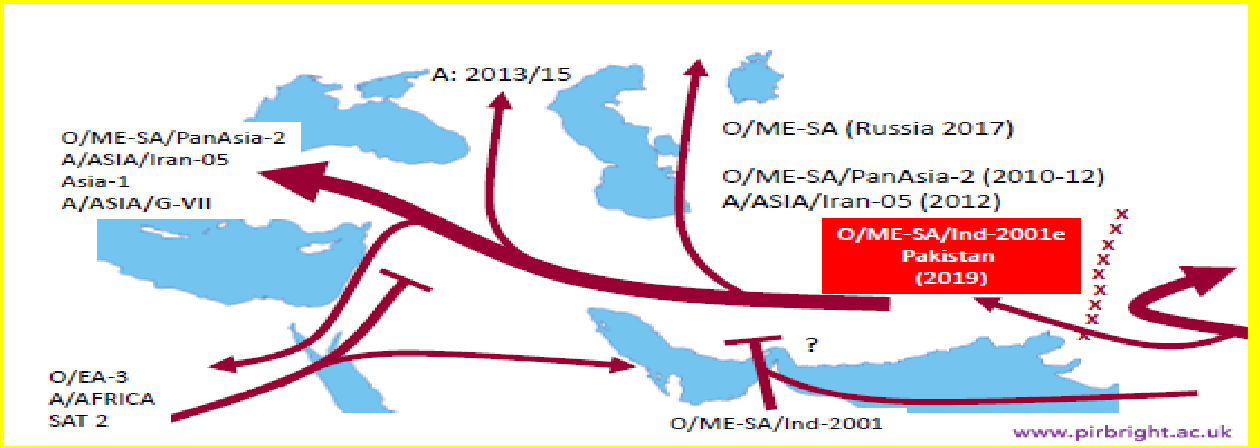 A: 2013/15
O/ME-SA/PanAsia-2
A/ASIA/Iran-05
Asia-1
A/ASIA/G-VII
O/ME-SA (Russia 2017)
O/ME-SA/PanAsia-2 (2010-12)
A/ASIA/Iran-05 (2012)
O/ME-SA/Ind-2001e
Pakistan
(2019)
x
x
x
x
x
x
x
x
x
?
O/EA-3
A/AFRICA
SAT 2
O/ME-SA/Ind-2001
www.pirbright.ac.uk